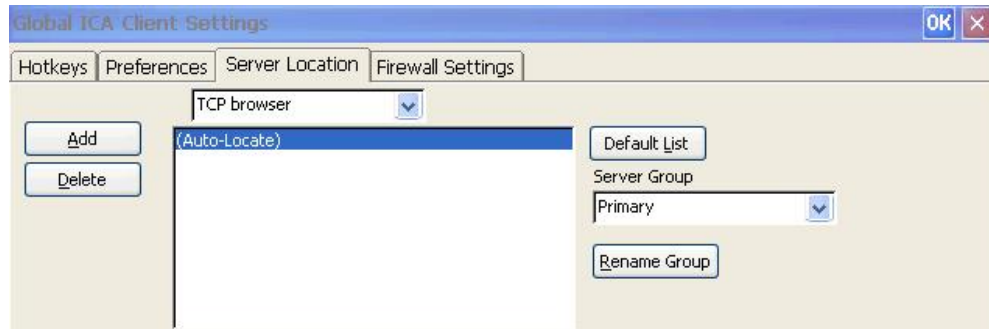 Global ICA Client Settings
OK
Hotkeys Preferences Server Location Firewall Settings
TCP browser
Add
(Auto-Locate)
Default List
Delete
Server Group
Primary
Rename Group